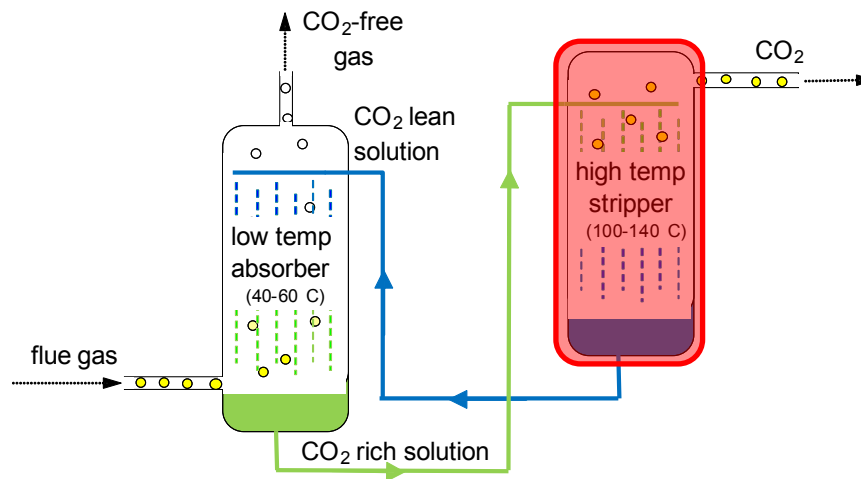 CO₂-free
gas
CO₂
CO₂ lean
solution
high temp
stripper
(100-140 C)
low temp
absorber
(40-60 C)
flue gas
CO₂ rich solution